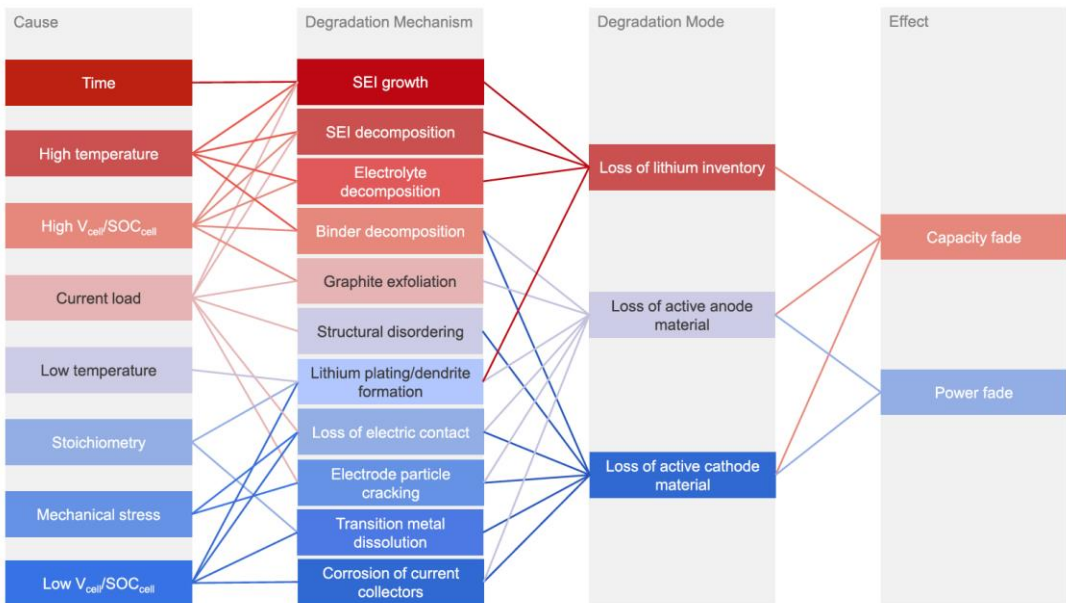 Cause
Degradation Mechanism
Degradation Mode
Effect
Time
High temperature
High Vcell/SOCcell
Current load
Low temperature
Stoichiometry
Mechanical stress
Low Vcell/SOCcell
SEI growth
SEI decomposition
Electrolyte
decomposition
Binder decomposition
Graphite exfoliation
Structural disordering
Lithium plating/dendrite
formation
Loss of electric contact
Electrode particle
cracking
Transition metal
dissolution
Corrosion of current
collectors
Loss of lithium inventory
Loss of active anode
material
Loss of active cathode
material
Capacity fade
Power fade